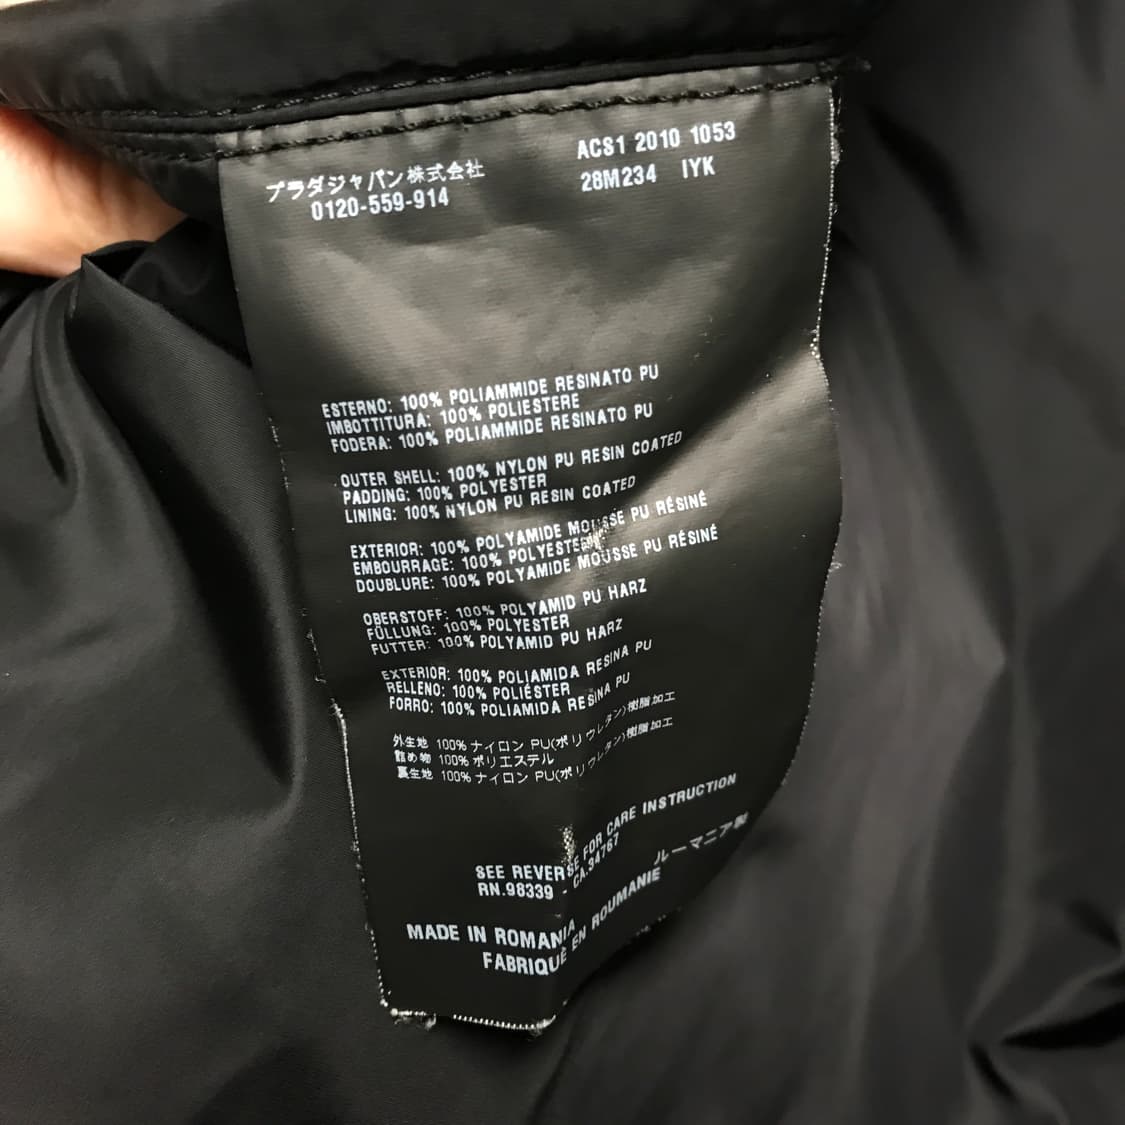 プラダジャパン株式会社
0120-559-914
ACS1 2010 1053
28M234 IYK
ESTERNO: 100% POLIAMMIDE RESINATO PU
IMBOTTITURA: 100% POLIESTERE
FODERA: 100% POLIAMMIDE RESINATO PU
OUTER SHELL: 100% NYLON PU RESIN COATED
PADDING: 100% POLYESTER
LINING: 100% NYLON PU RESIN COATED
EXTERIOR: 100% POLYAMIDE MOUSSE PU RÉSINÉ
EMBOURRAGE: 100% POLYESTER
DOUBLURE: 100% POLYAMIDE MOUSSE PU RÉSINÉ
OBERSTOFF: 100% POLYAMID PU HARZ
FÜLLUNG: 100% POLYESTER
FUTTER: 100% POLYAMID PU HARZ
EXTERIOR: 100% POLIAMIDA RESINA PU
RELLENO: 100% POLIÉSTER
FORRO: 100% POLIAMIDA RESINA PU
外生地 100%ナイロン PU(ポリウレタン)樹脂加工
詰め物 100%ポリエステル
裏生地 100%ナイロン PU(ポリウレタン)樹脂加工
SEE REVERSE FOR CARE INSTRUCTION
RN.98339 - CA.34767
ルーマニア製
MADE IN ROMANIA
FABRIQUÈ EN ROUMANIE